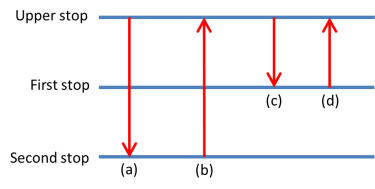 Upper stop
First stop
(c) (d)
Second stop
(a) (b)